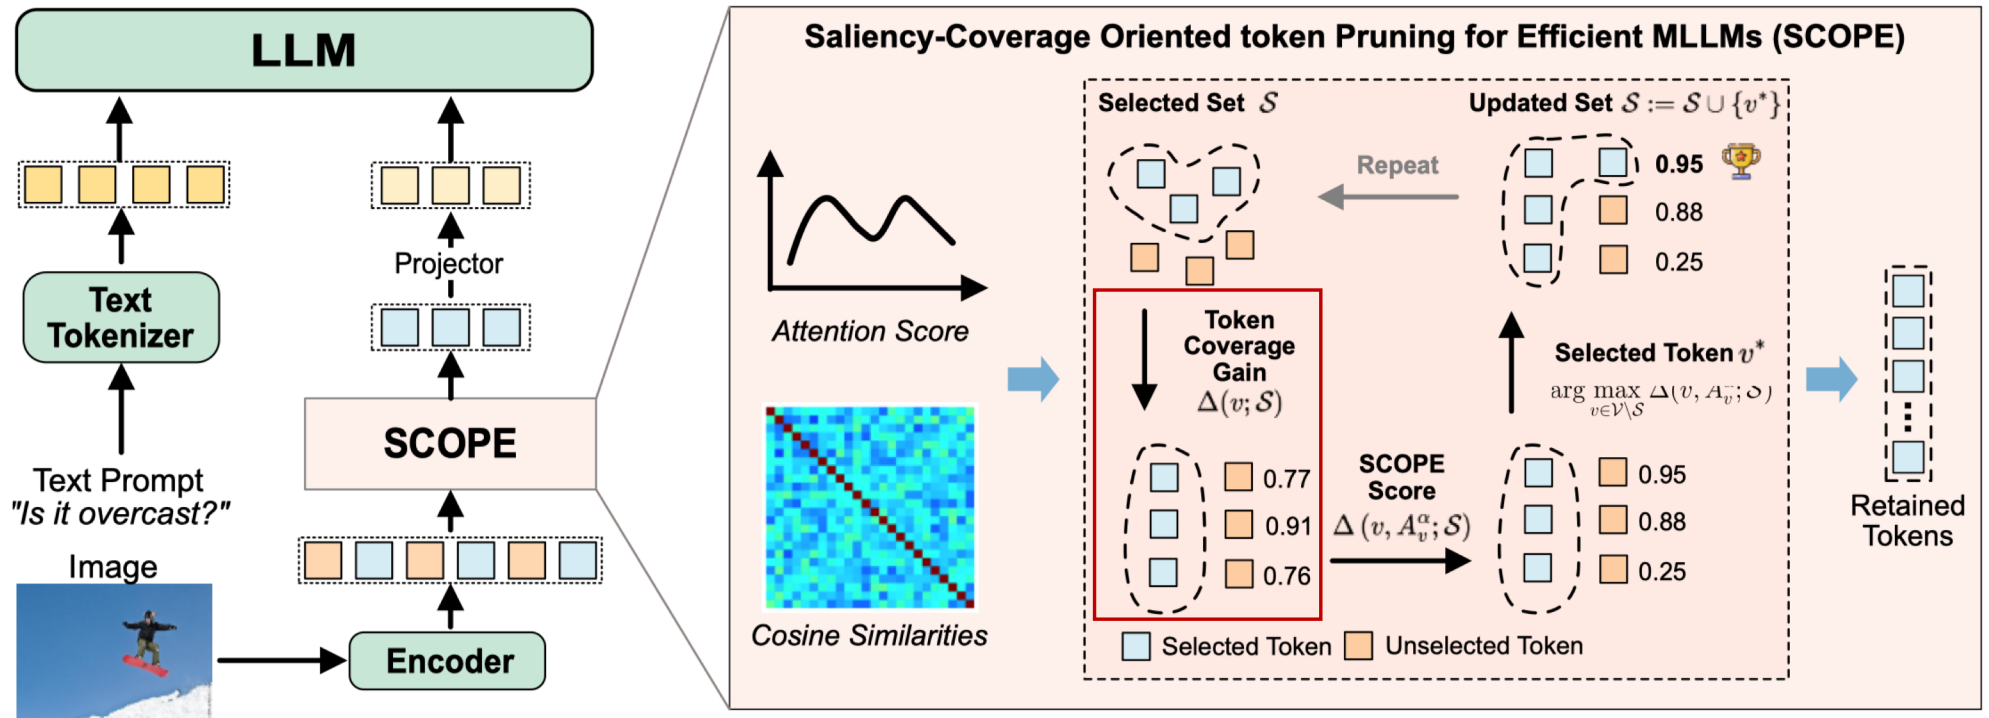 LLM
Text
Tokenizer
Text Prompt
"Is it overcast?"
Image
Encoder
SCOPE
Projector
Saliency-Coverage Oriented token Pruning for Efficient MLLMs (SCOPE)
Attention Score
Cosine Similarities
Selected Set 𝒮
Token
Coverage
Gain
Δ(v; 𝒮)
0.77
0.91
0.76
SCOPE
Score
Δ (v, A_v^α; 𝒮)
0.95
0.88
0.25
Selected Token v*
arg max Δ(v, A_v; 𝒮)
v∈𝒱\𝒮
Updated Set 𝒮 := 𝒮 ∪ {v*}
0.95
0.88
0.25
Repeat
Selected Token
Unselected Token
Retained
Tokens